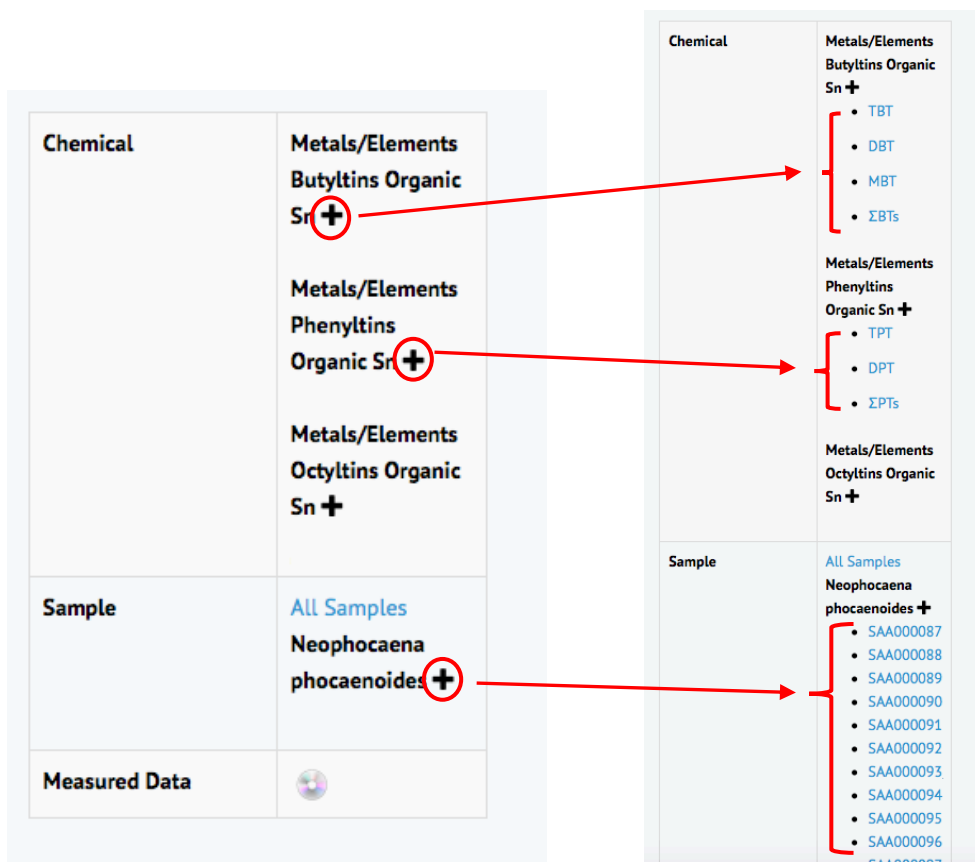 Chemical
Metals/Elements
Butyltins Organic
Sn +
Metals/Elements
Phenyltins
Organic Sn +
Metals/Elements
Octyltins Organic
Sn +
Sample
All Samples
Neophocaena
phocaenoides +
Measured Data
Chemical
Metals/Elements
Butyltins Organic
Sn +
• TBT
• DBT
• MBT
• ΣBTs
Metals/Elements
Phenyltins
Organic Sn +
• TPT
• DPT
• ΣPTs
Metals/Elements
Octyltins Organic
Sn +
Sample
All Samples
Neophocaena
phocaenoides +
• SAA000087
• SAA000088
• SAA000089
• SAA000090
• SAA000091
• SAA000092
• SAA000093
• SAA000094
• SAA000095
• SAA000096